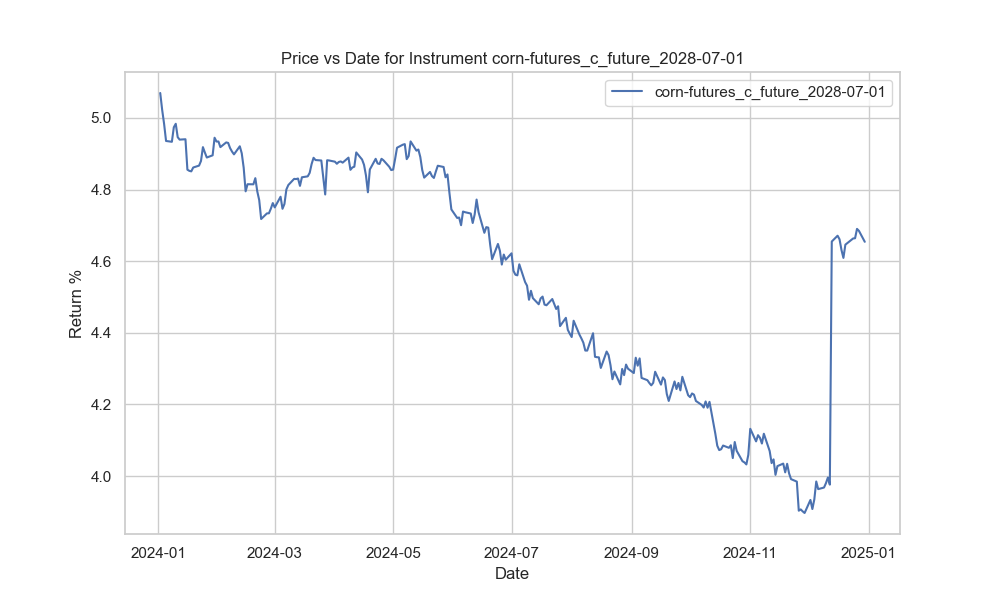 Price vs Date for Instrument corn-futures_c_future_2028-07-01
corn-futures_c_future_2028-07-01
Return %
5.0
4.8
4.6
4.4
4.2
4.0
2024-01 2024-03 2024-05 2024-07 2024-09 2024-11 2025-01
Date